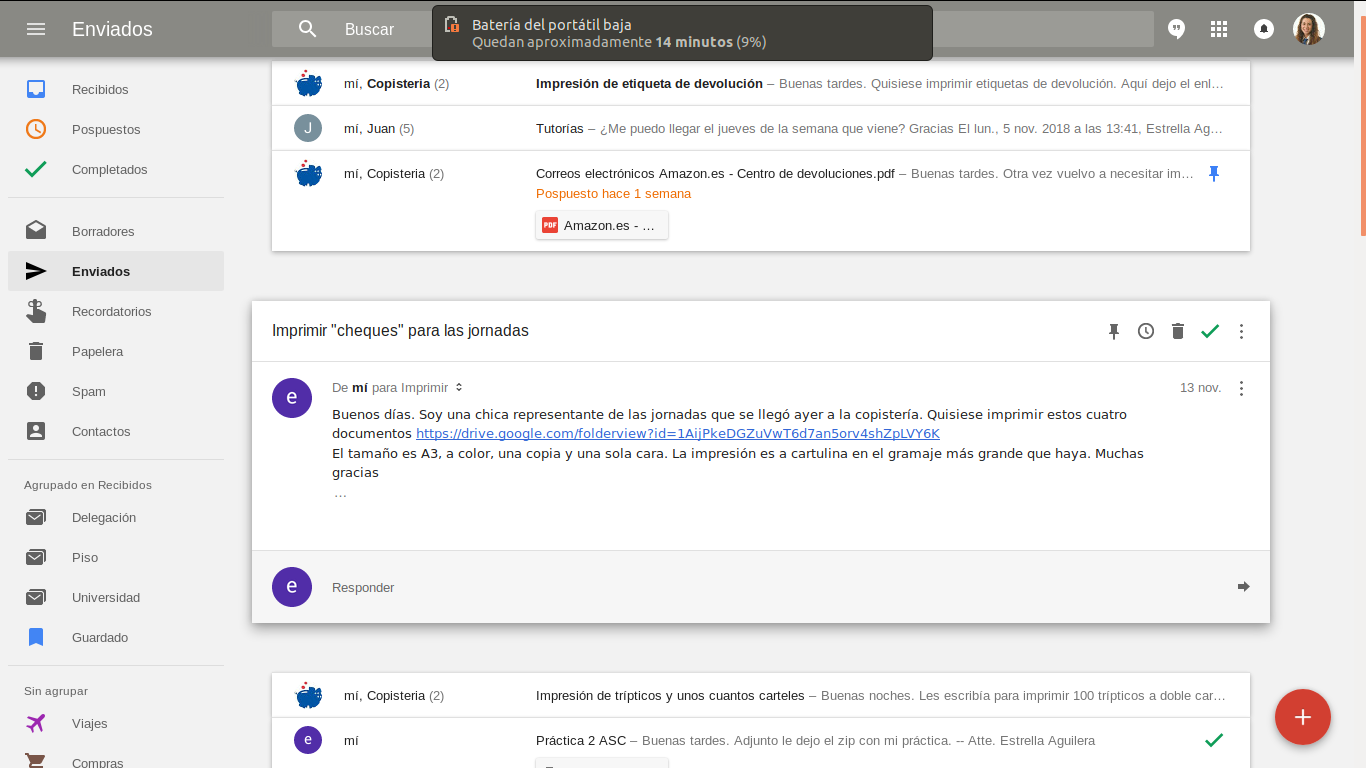 Enviados
Buscar
Batería del portátil baja
Quedan aproximadamente 14 minutos (9%)
Recibidos
Pospuestos
Completados
Borradores
Enviados
Recordatorios
Papelera
Spam
Contactos
Agrupado en Recibidos
Delegación
Piso
Universidad
Guardado
Sin agrupar
Viajes
Compras
mí, Copisteria (2) Impresión de etiqueta de devolución – Buenas tardes. Quisiese imprimir etiquetas de devolución. Aquí dejo el enl…
J mí, Juan (5) Tutorías – ¿Me puedo llegar el jueves de la semana que viene? Gracias El lun., 5 nov. 2018 a las 13:41, Estrella Ag…
mí, Copisteria (2) Correos electrónicos Amazon.es - Centro de devoluciones.pdf – Buenas tardes. Otra vez vuelvo a necesitar im…
Pospuesto hace 1 semana
PDF Amazon.es - …
Imprimir "cheques" para las jornadas
e De mí para Imprimir 13 nov.
Buenos días. Soy una chica representante de las jornadas que se llegó ayer a la copistería. Quisiese imprimir estos cuatro
documentos https://drive.google.com/folderview?id=1AijPkeDGZuVwT6d7an5orv4shZpLVY6K
El tamaño es A3, a color, una copia y una sola cara. La impresión es a cartulina en el gramaje más grande que haya. Muchas
gracias
…
e Responder
mí, Copisteria (2) Impresión de trípticos y unos cuantos carteles – Buenas noches. Les escribía para imprimir 100 trípticos a doble car…
e mí Práctica 2 ASC – Buenas tardes. Adjunto le dejo el zip con mi práctica. -- Atte. Estrella Aguilera